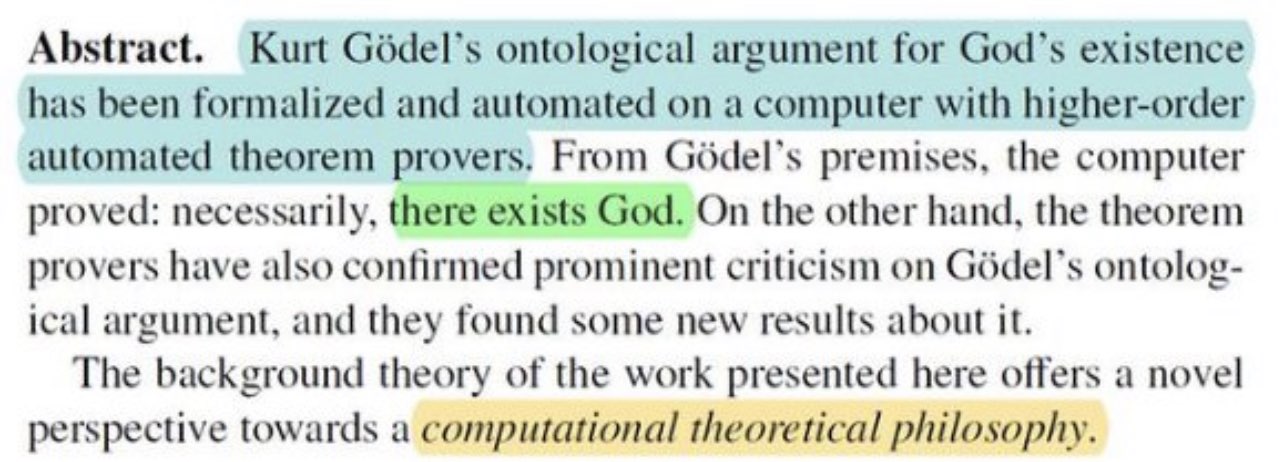 Abstract. Kurt Gödel's ontological argument for God's existence
has been formalized and automated on a computer with higher-order
automated theorem provers. From Gödel's premises, the computer
proved: necessarily, there exists God. On the other hand, the theorem
provers have also confirmed prominent criticism on Gödel's ontolog-
ical argument, and they found some new results about it.
The background theory of the work presented here offers a novel
perspective towards a computational theoretical philosophy.